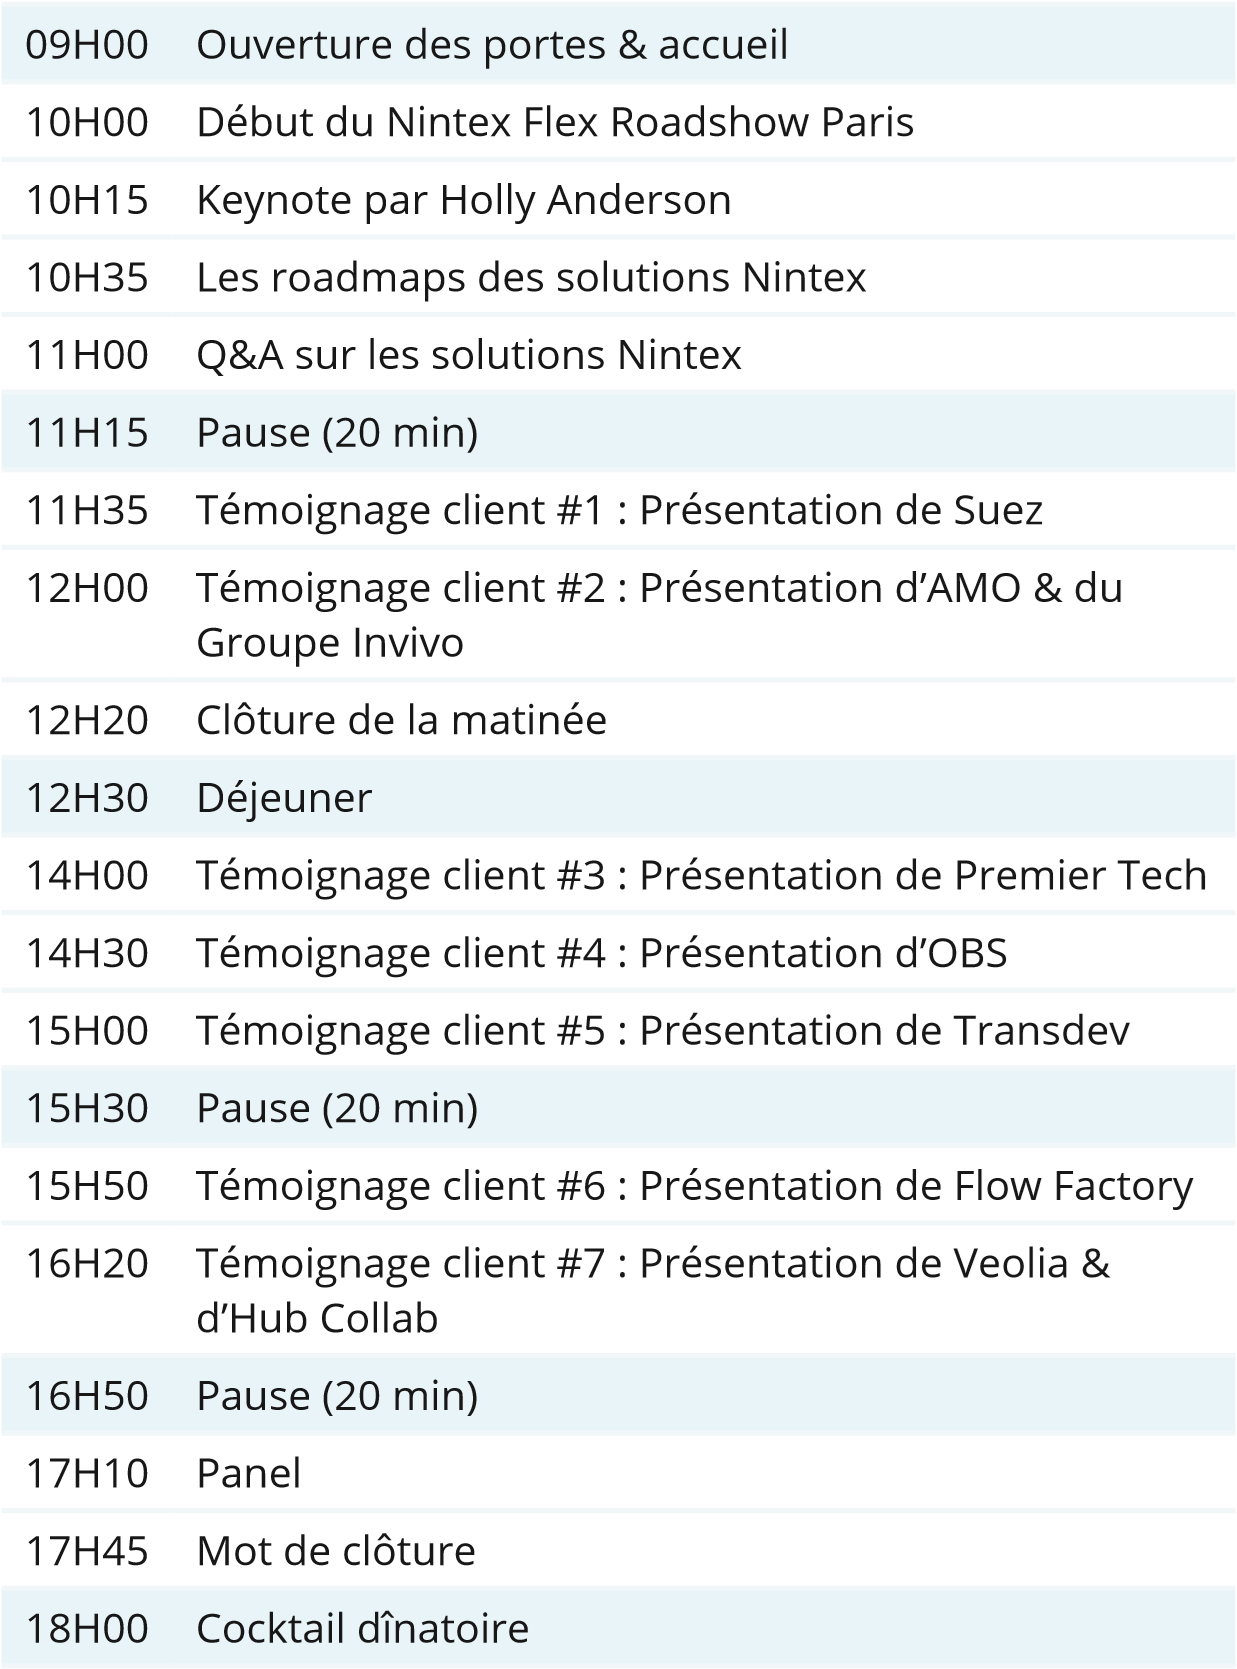 09H00 Ouverture des portes & accueil
10H00 Début du Nintex Flex Roadshow Paris
10H15 Keynote par Holly Anderson
10H35 Les roadmaps des solutions Nintex
11H00 Q&A sur les solutions Nintex
11H15 Pause (20 min)
11H35 Témoignage client #1 : Présentation de Suez
12H00 Témoignage client #2 : Présentation d’AMO & du
Groupe Invivo
12H20 Clôture de la matinée
12H30 Déjeuner
14H00 Témoignage client #3 : Présentation de Premier Tech
14H30 Témoignage client #4 : Présentation d’OBS
15H00 Témoignage client #5 : Présentation de Transdev
15H30 Pause (20 min)
15H50 Témoignage client #6 : Présentation de Flow Factory
16H20 Témoignage client #7 : Présentation de Veolia &
d’Hub Collab
16H50 Pause (20 min)
17H10 Panel
17H45 Mot de clôture
18H00 Cocktail dînatoire